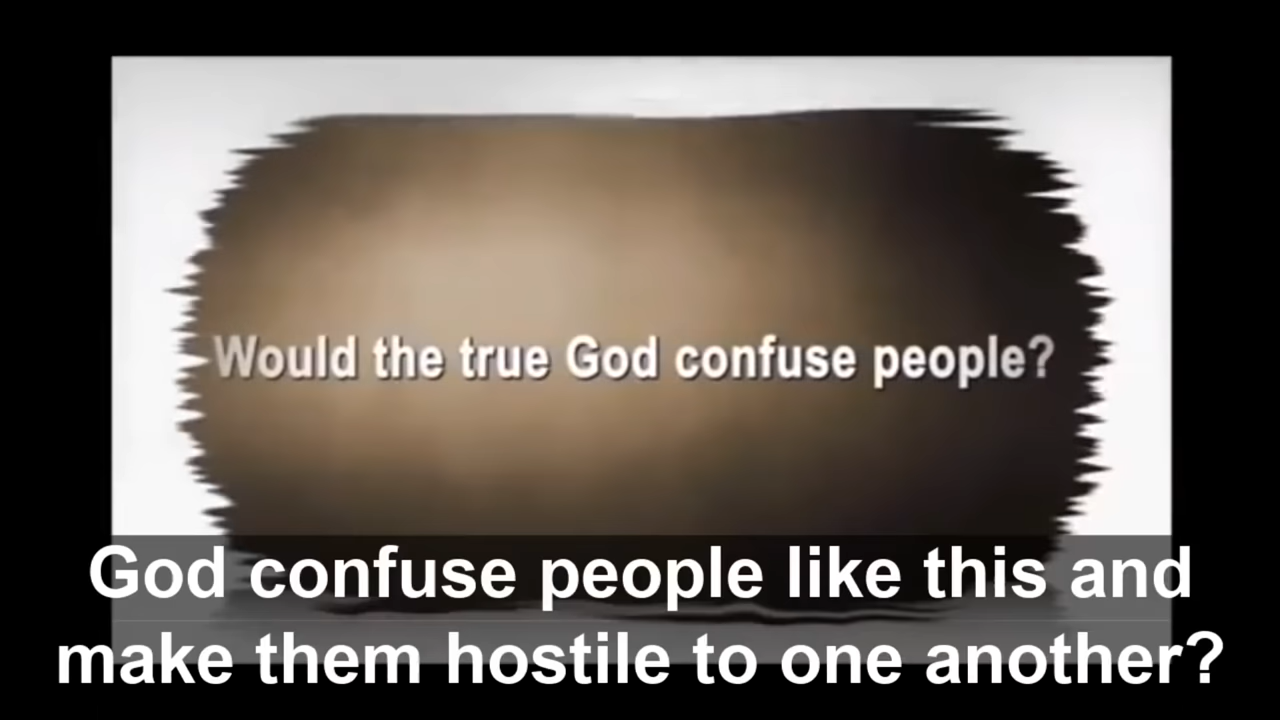 Would the true God confuse people?
God confuse people like this and
make them hostile to one another?